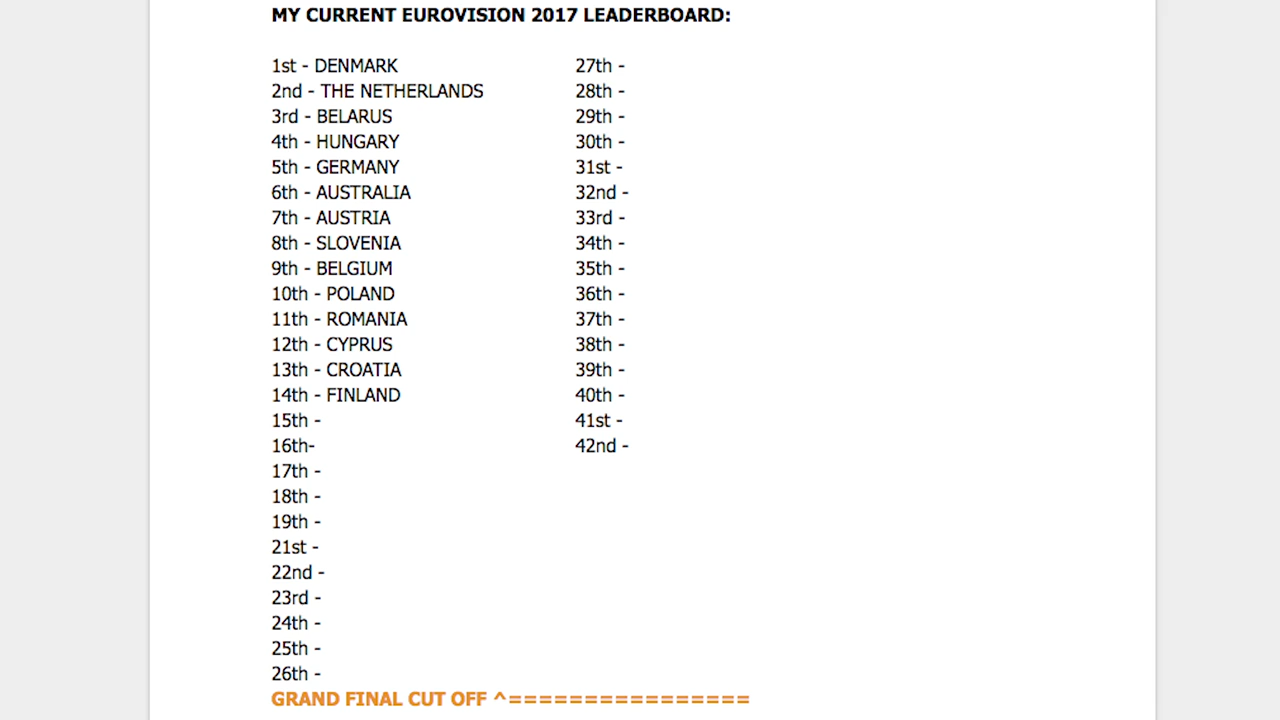 MY CURRENT EUROVISION 2017 LEADERBOARD:
1st - DENMARK
2nd - THE NETHERLANDS
3rd - BELARUS
4th - HUNGARY
5th - GERMANY
6th - AUSTRALIA
7th - AUSTRIA
8th - SLOVENIA
9th - BELGIUM
10th - POLAND
11th - ROMANIA
12th - CYPRUS
13th - CROATIA
14th - FINLAND
15th -
16th-
17th -
18th -
19th -
21st -
22nd -
23rd -
24th -
25th -
26th -
GRAND FINAL CUT OFF ^================
27th -
28th -
29th -
30th -
31st -
32nd -
33rd -
34th -
35th -
36th -
37th -
38th -
39th -
40th -
41st -
42nd -